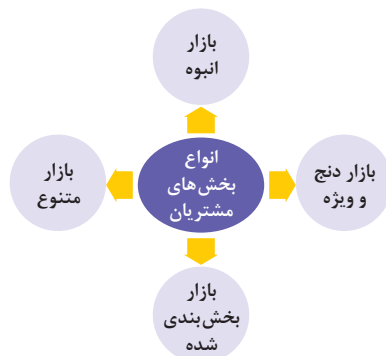 بازار
انبوه
انواع
بخش‌های
مشتریان
بازار دنج
و ویژه
بازار
متنوع
بازار
بخش‌بندی
شده